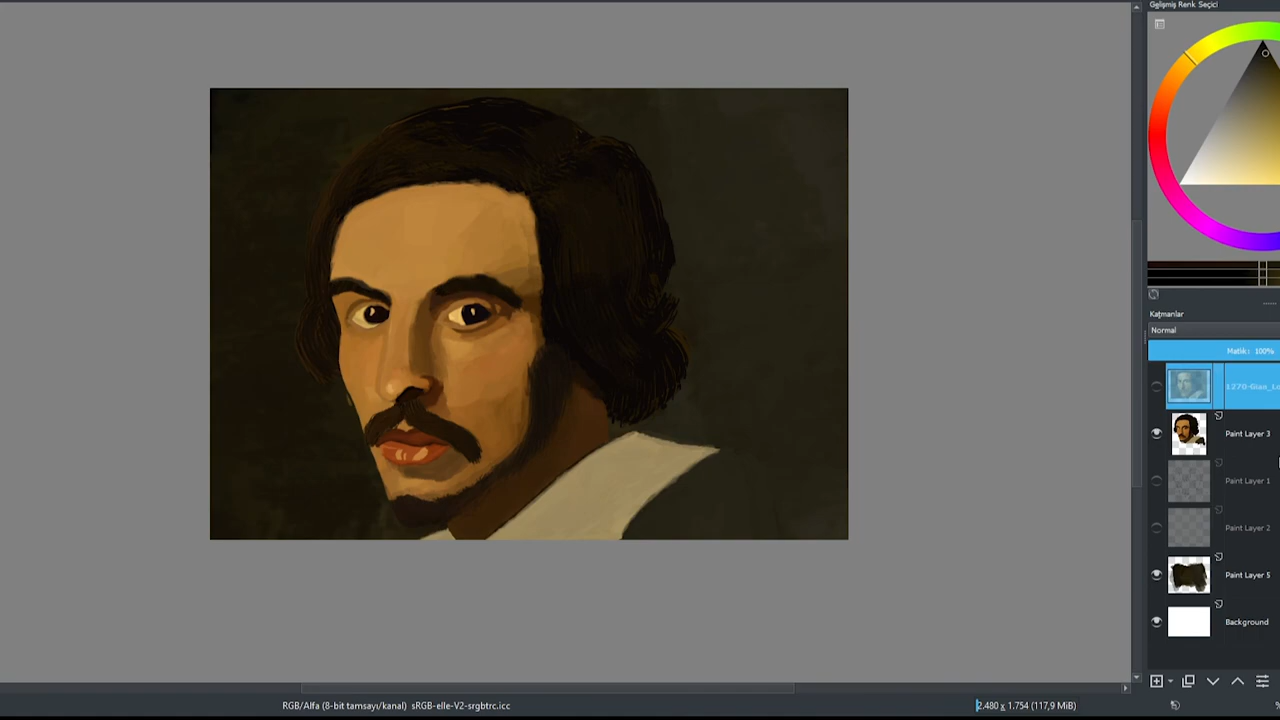 Gelişmiş Renk Seçici
Katmanlar
Normal
Matlık: 100%
1270-Gian_Lo
Paint Layer 3
Paint Layer 1
Paint Layer 2
Paint Layer 5
Background
RGB/Alfa (8-bit tamsayı/kanal) sRGB-elle-V2-srgbtrc.icc
2.480 x 1.754 (117,9 MiB)